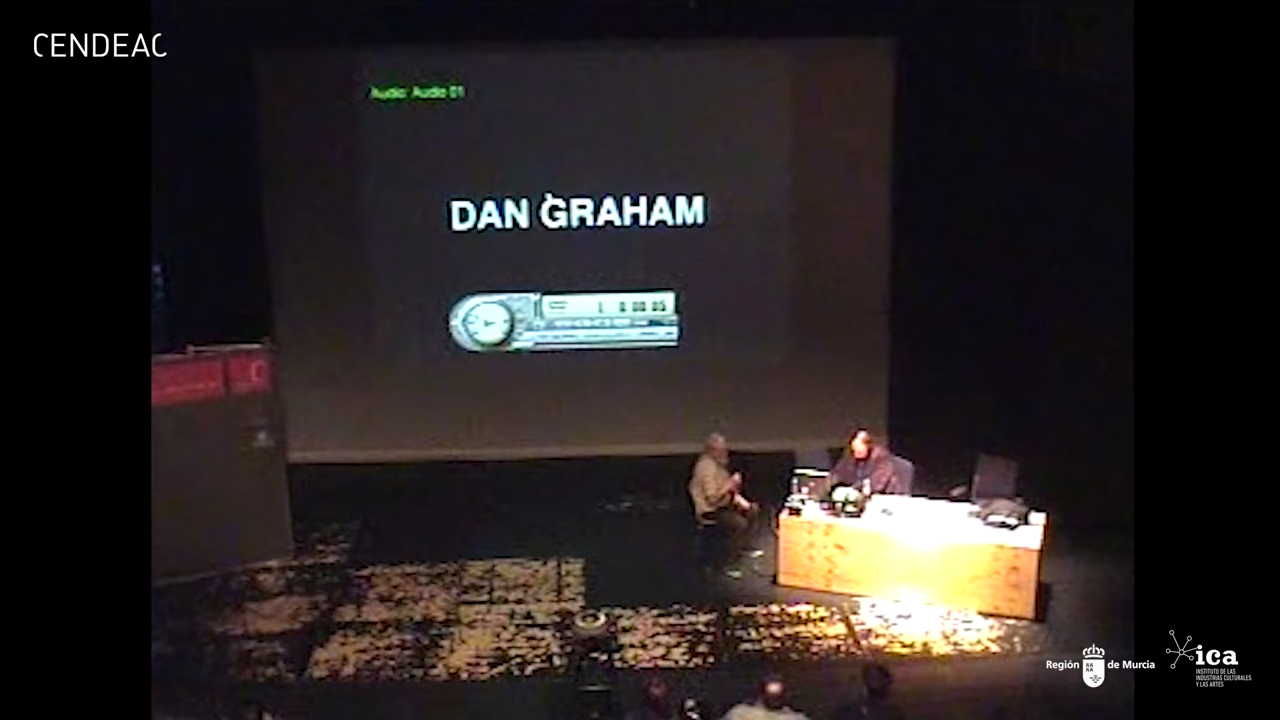 CENDEAC
Audio: Audio 01
DAN GRAHAM
Región de Murcia
ica
INSTITUTO DE LAS
INDUSTRIAS CULTURALES
Y LAS ARTES